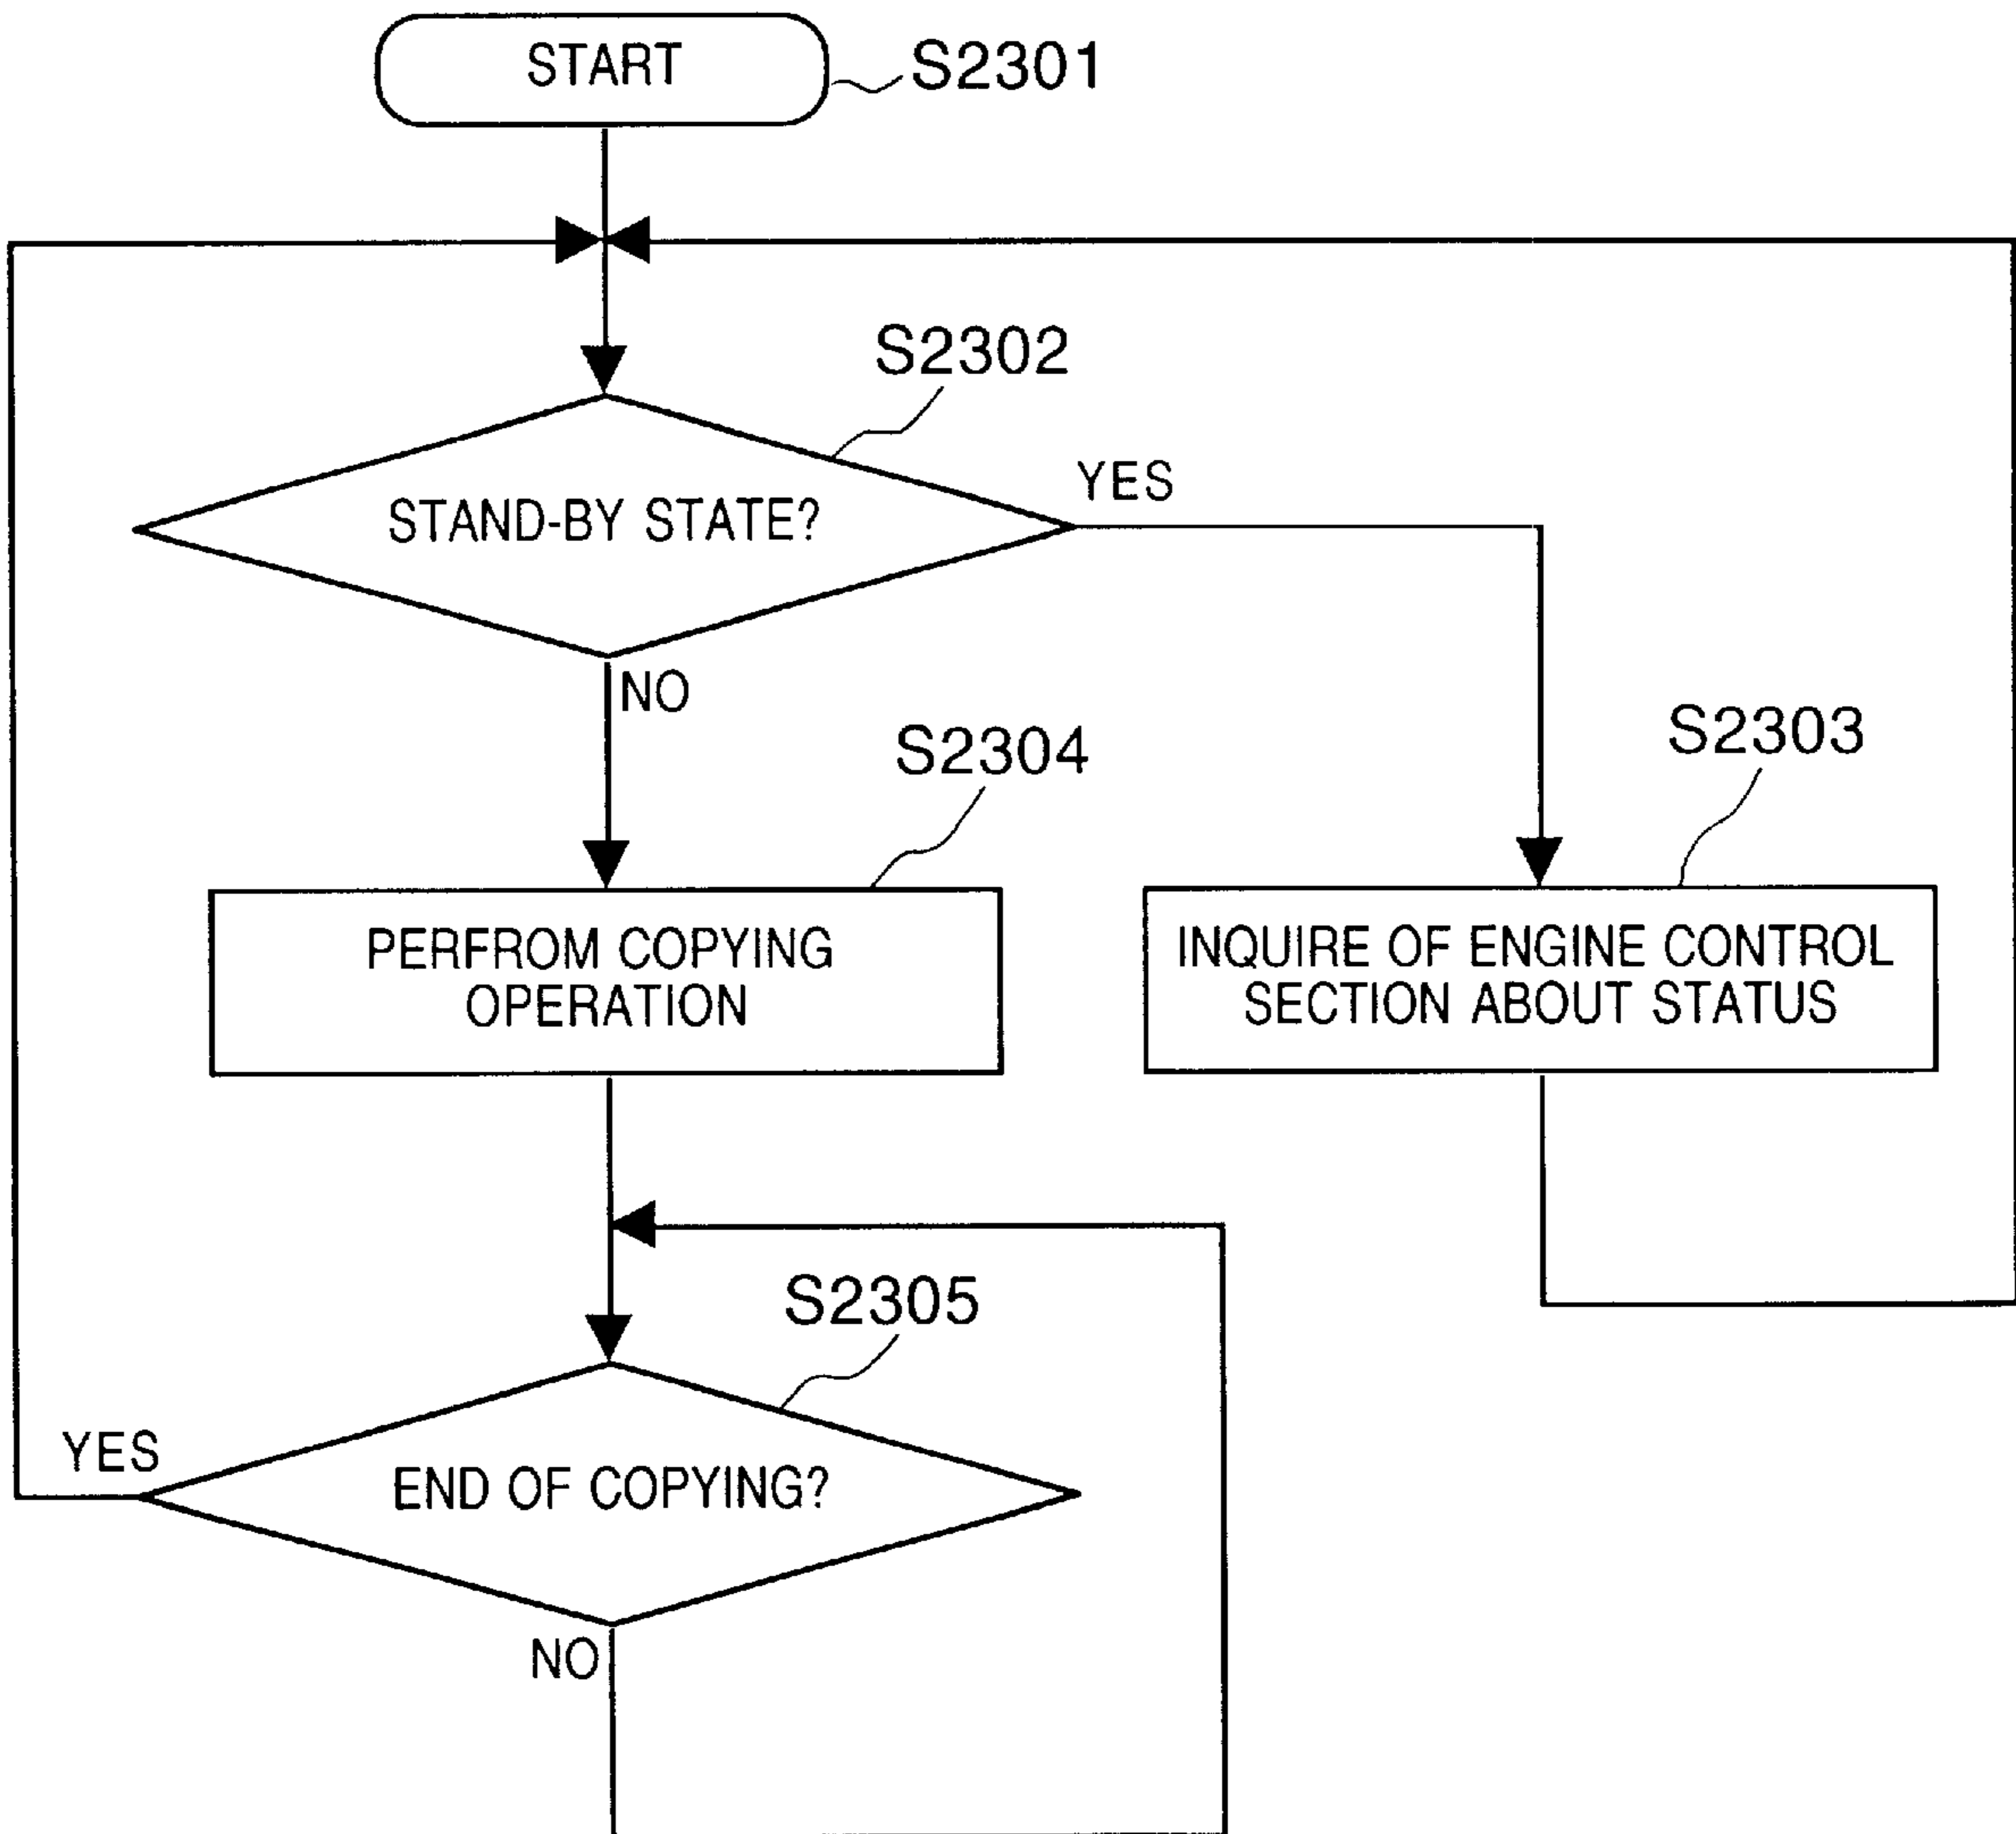 START
S2301
S2302
STAND-BY STATE?
YES
NO
S2304
S2303
PERFROM COPYING
OPERATION
INQUIRE OF ENGINE CONTROL
SECTION ABOUT STATUS
S2305
YES
END OF COPYING?
NO